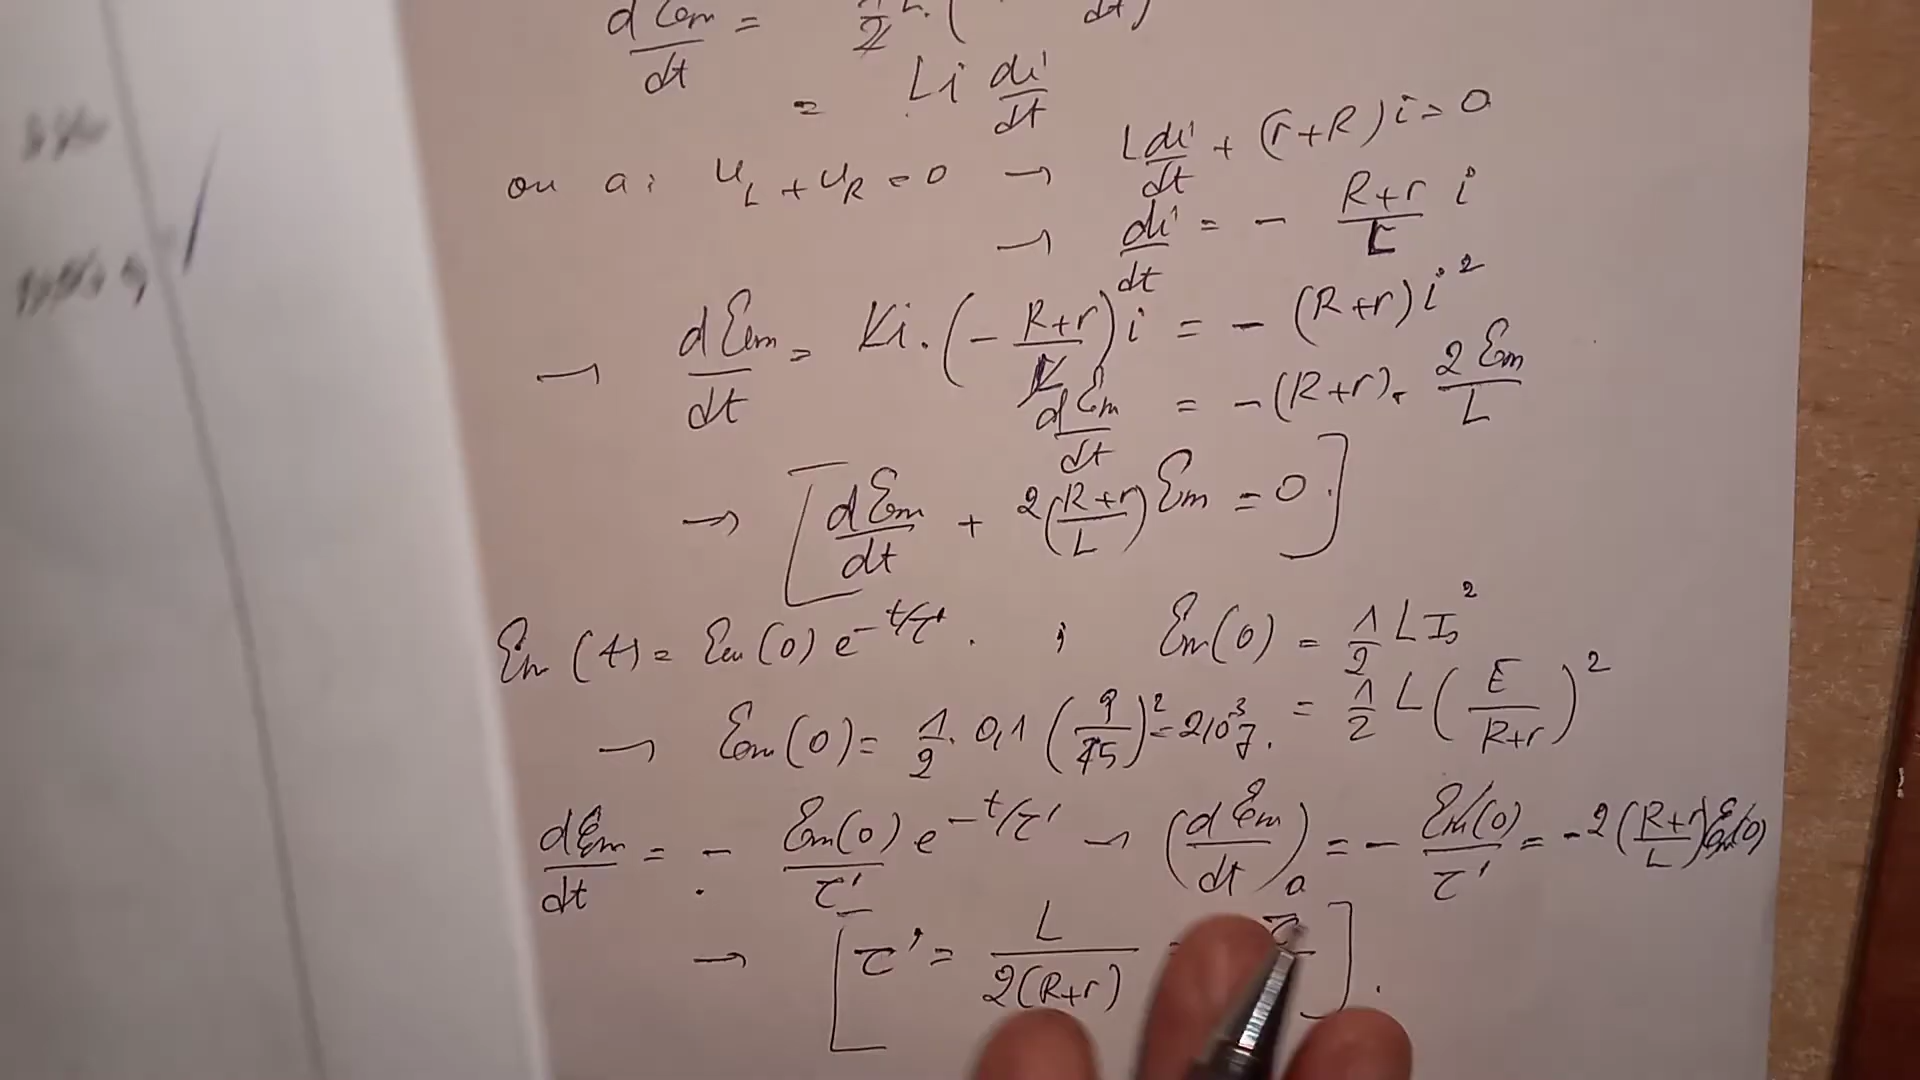 dℰm/dt = 1/2 L. (
= Li di/dt
on a : u_L + u_R = 0 → L di/dt + (r+R) i = 0
→ di/dt = - (R+r)/L i
→ dℰm/dt = Li . (- (R+r)/L) i = - (R+r) i²
dℰm/dt = -(R+r) . 2ℰm/L
→ [dℰm/dt + 2((R+r)/L) ℰm = 0.]
ℰm (t) = ℰm(0) e^(-t/τ'). ; ℰm(0) = 1/2 L I₀²
= 1/2 L (E/(R+r))²
→ ℰm(0) = 1/2 . 0,1 (9/45)² = 2 10⁻³ J.
dℰm/dt = - ℰm(0)/τ' e^(-t/τ') → (dℰm/dt)₀ = - ℰm(0)/τ' = -2 ((R+r)/L) ℰm(0)
→ [τ' = L/(2(R+r)) = τ ].